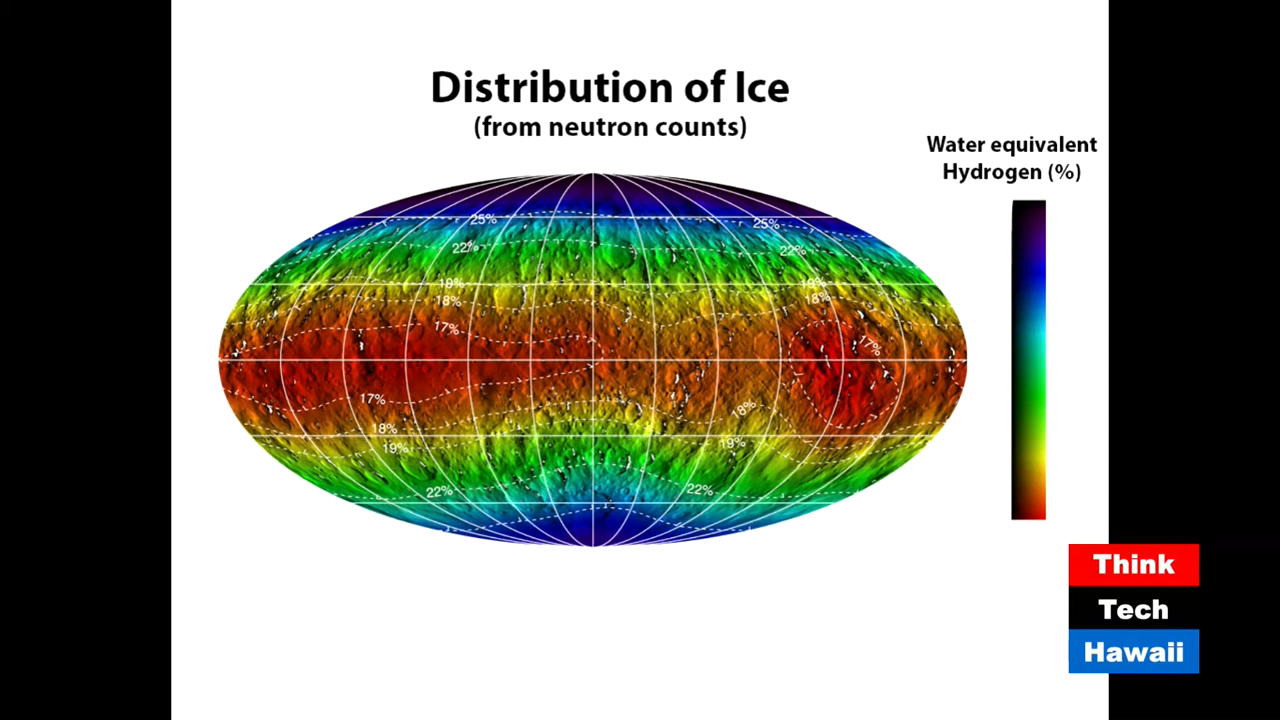 Distribution of Ice
(from neutron counts)
Water equivalent
Hydrogen (%)
25%
25%
22%
22%
19%
19%
18%
18%
17%
17%
17%
18%
18%
19%
19%
22%
22%
Think
Tech
Hawaii